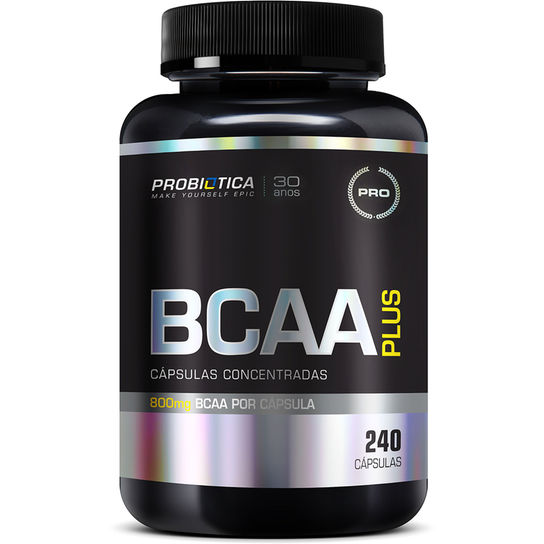 PROBIOTICA
MAKE YOURSELF EPIC
30
anos
PRO
BCAA
PLUS
CÁPSULAS CONCENTRADAS
800mg BCAA POR CÁPSULA
240
CÁPSULAS